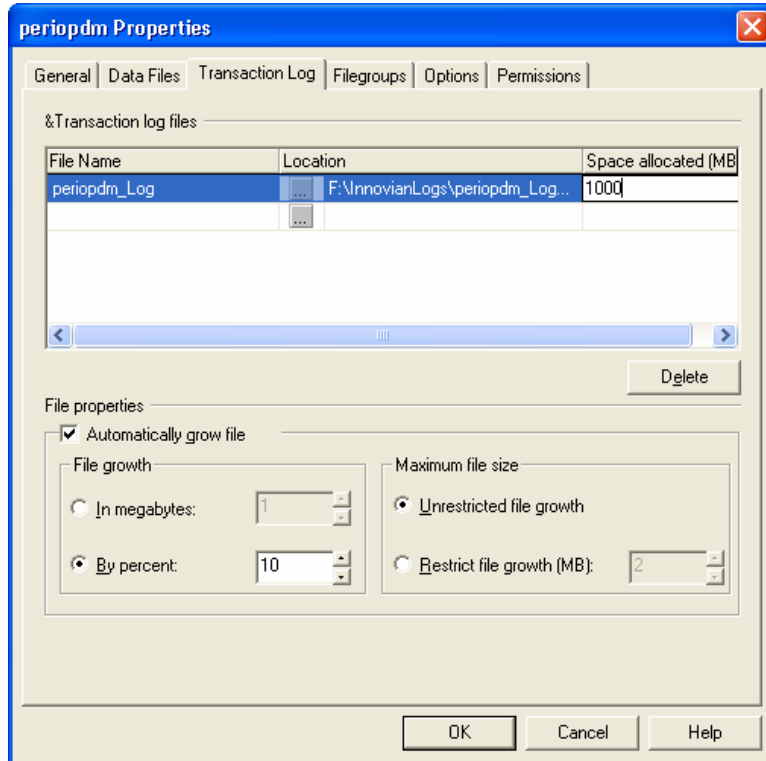 periopdm Properties
General Data Files Transaction Log Filegroups Options Permissions
&Transaction log files
File Name Location Space allocated (MB
periopdm_Log ... F:\InnovianLogs\periopdm_Log... 1000
...
Delete
File properties
Automatically grow file
File growth Maximum file size
In megabytes: 1 Unrestricted file growth
By percent: 10 Restrict file growth (MB): 2
OK Cancel Help